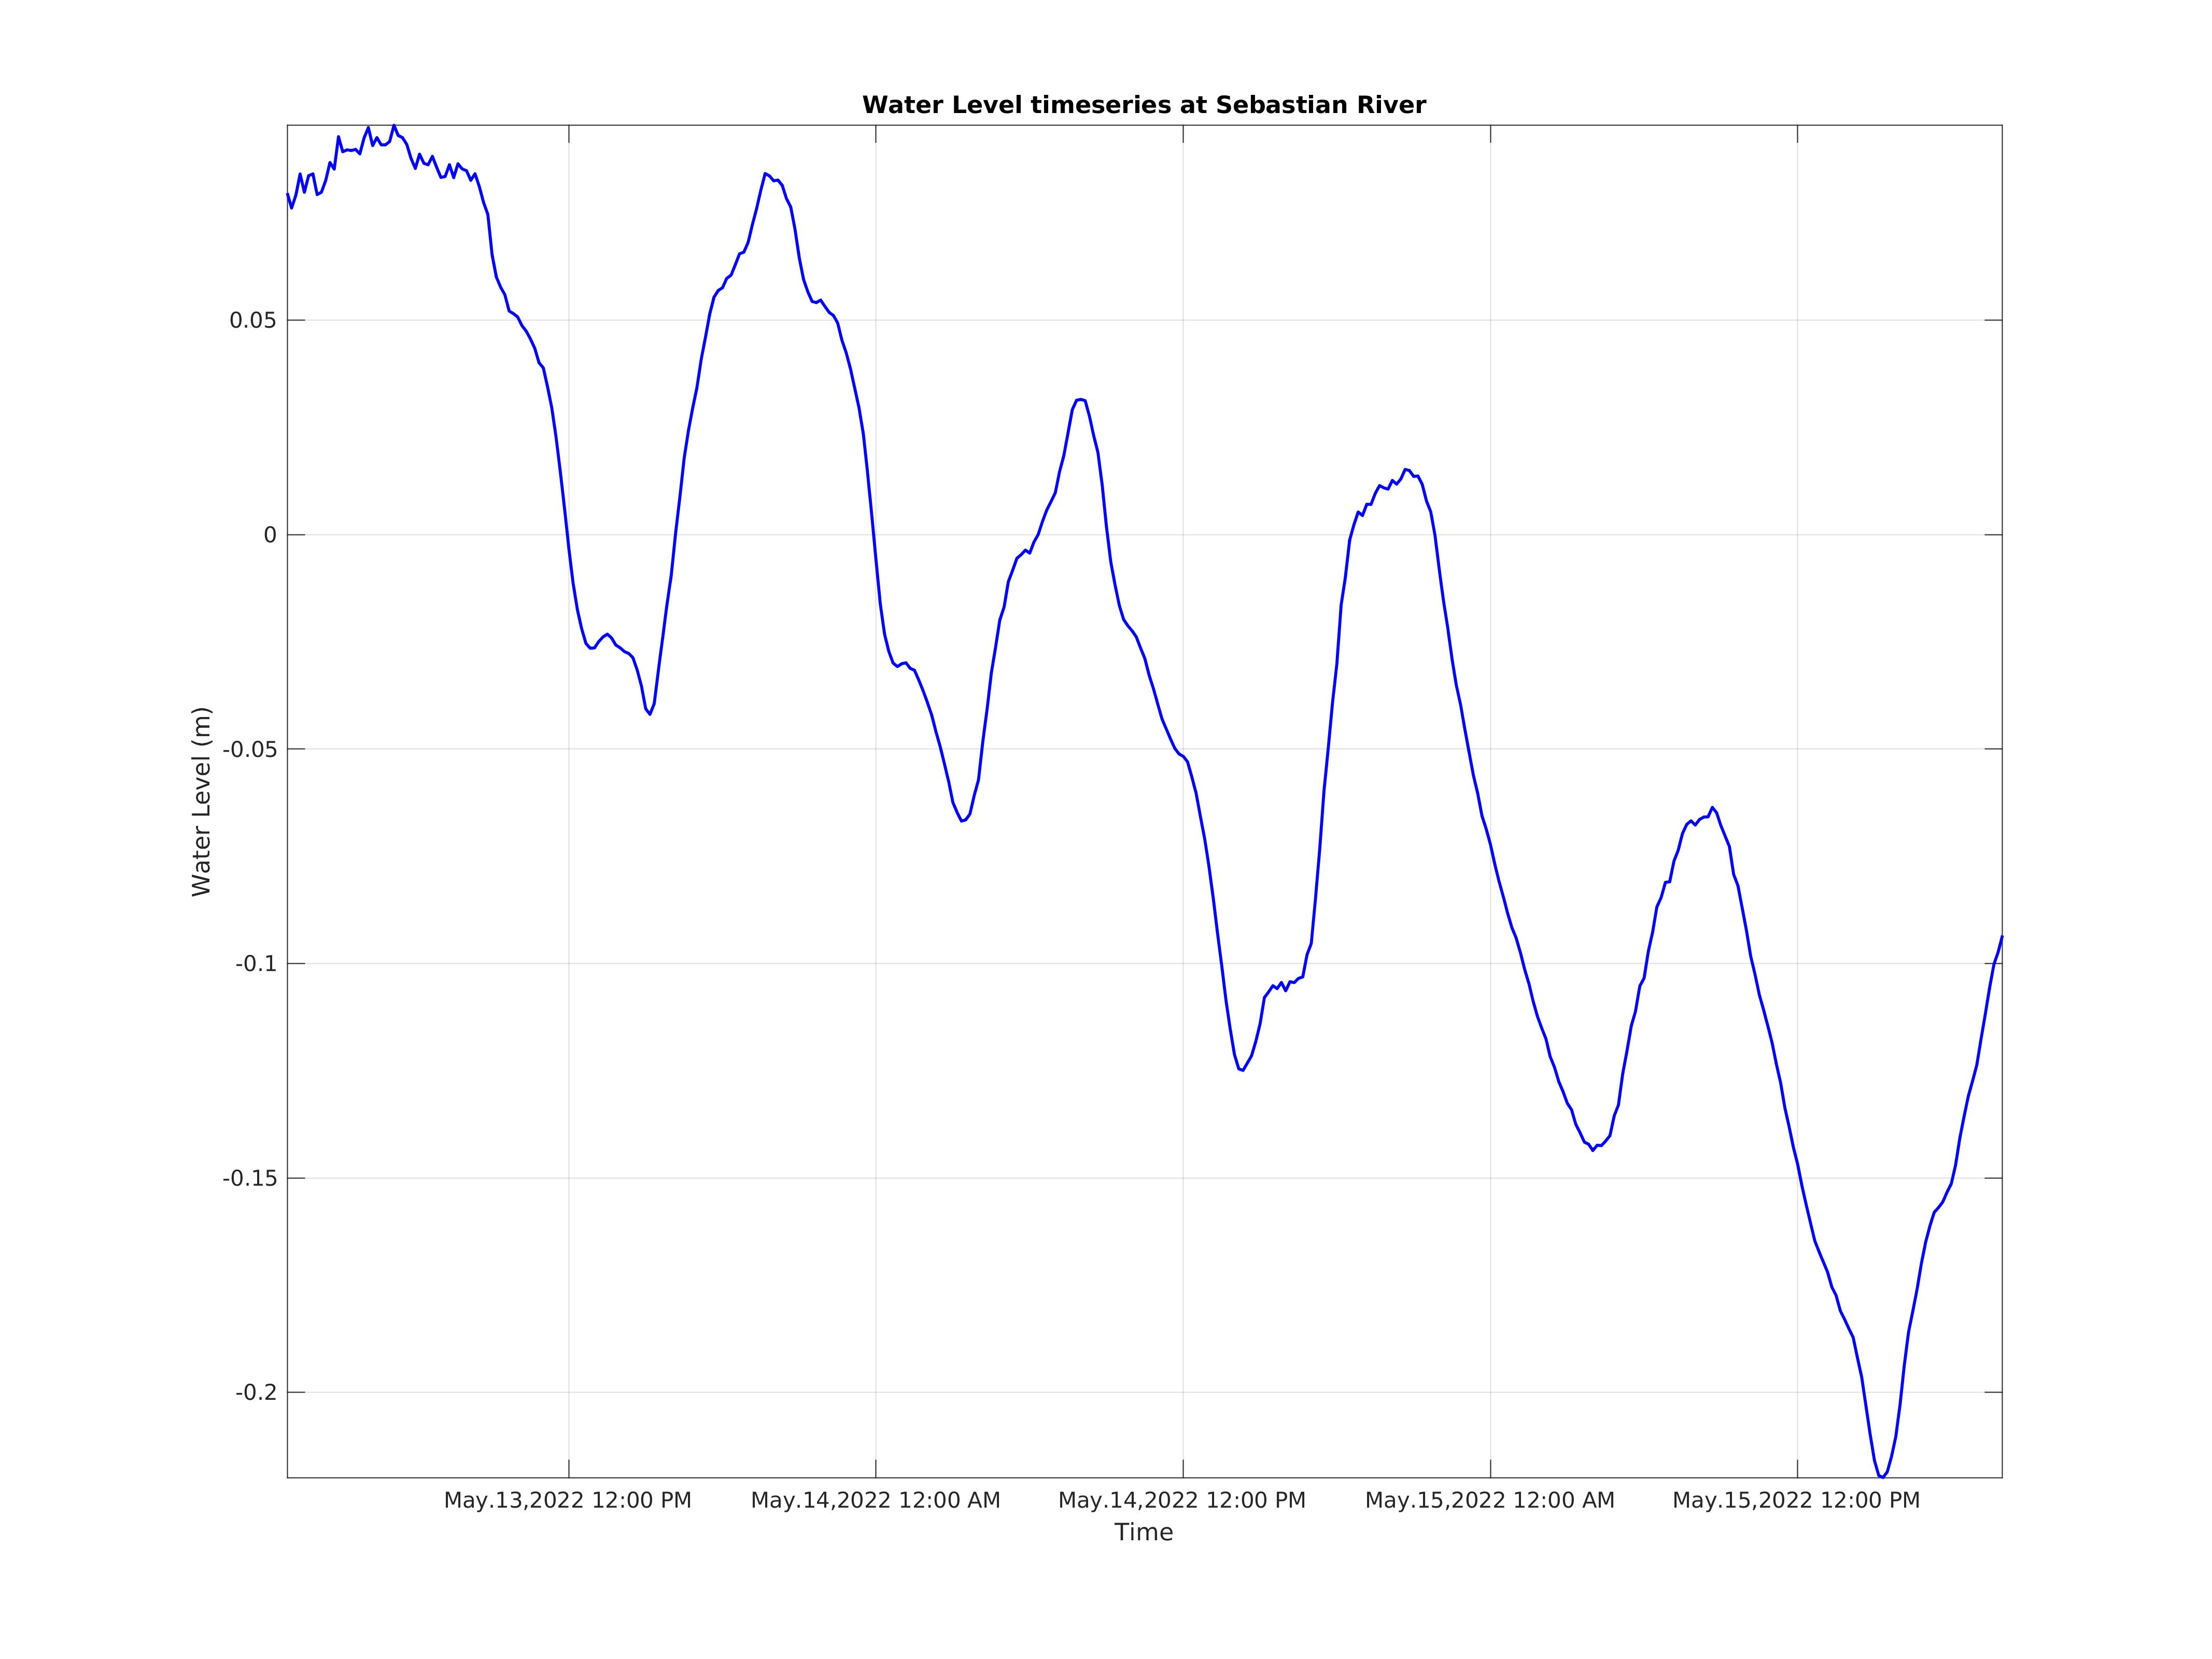 Water Level timeseries at Sebastian River
Water Level (m)
0.05
0
-0.05
-0.1
-0.15
-0.2
May.13,2022 12:00 PM May.14,2022 12:00 AM May.14,2022 12:00 PM May.15,2022 12:00 AM May.15,2022 12:00 PM
Time